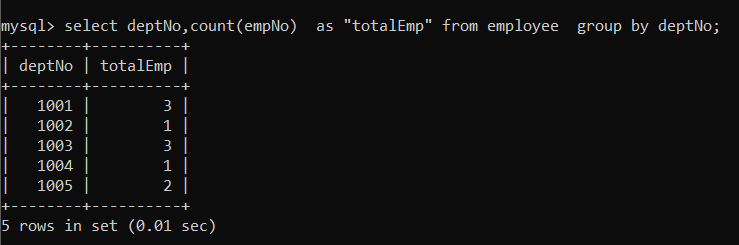 mysql> select deptNo,count(empNo)  as "totalEmp" from employee  group by deptNo;
+--------+----------+
| deptNo | totalEmp |
+--------+----------+
|   1001 |        3 |
|   1002 |        1 |
|   1003 |        3 |
|   1004 |        1 |
|   1005 |        2 |
+--------+----------+
5 rows in set (0.01 sec)